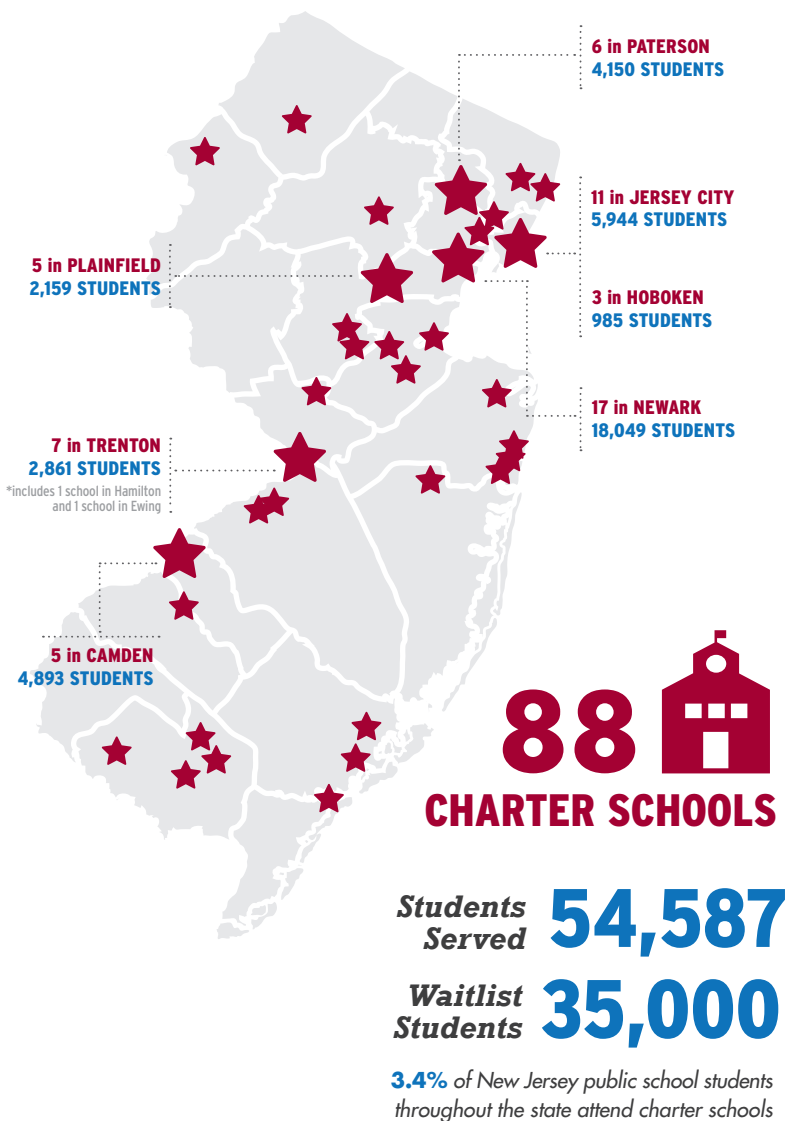 6 in PATERSON
4,150 STUDENTS
11 in JERSEY CITY
5,944 STUDENTS
5 in PLAINFIELD
2,159 STUDENTS
3 in HOBOKEN
985 STUDENTS
17 in NEWARK
18,049 STUDENTS
7 in TRENTON
2,861 STUDENTS
*includes 1 school in Hamilton
and 1 school in Ewing
5 in CAMDEN
4,893 STUDENTS
88
CHARTER SCHOOLS
Students
Served
54,587
Waitlist
Students
35,000
3.4% of New Jersey public school students
throughout the state attend charter schools